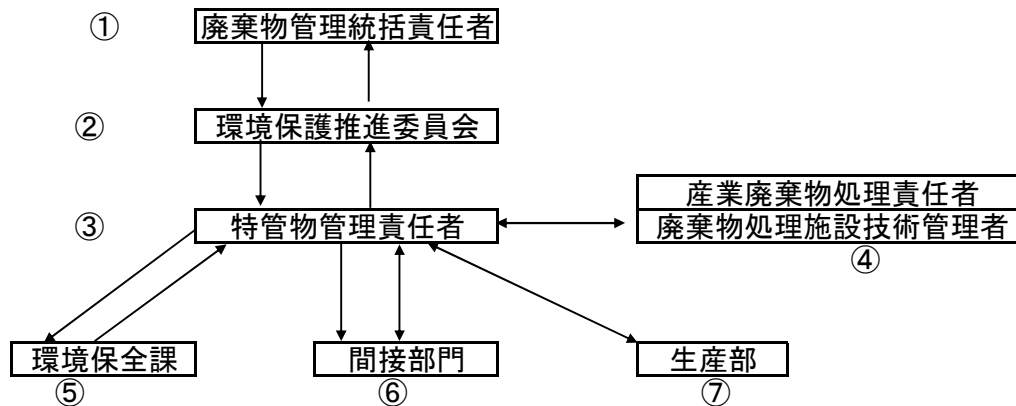 ① 廃棄物管理統括責任者
② 環境保護推進委員会
産業廃棄物処理責任者
③ 特管物管理責任者 廃棄物処理施設技術管理者
④
環境保全課 間接部門 生産部
⑤ ⑥ ⑦